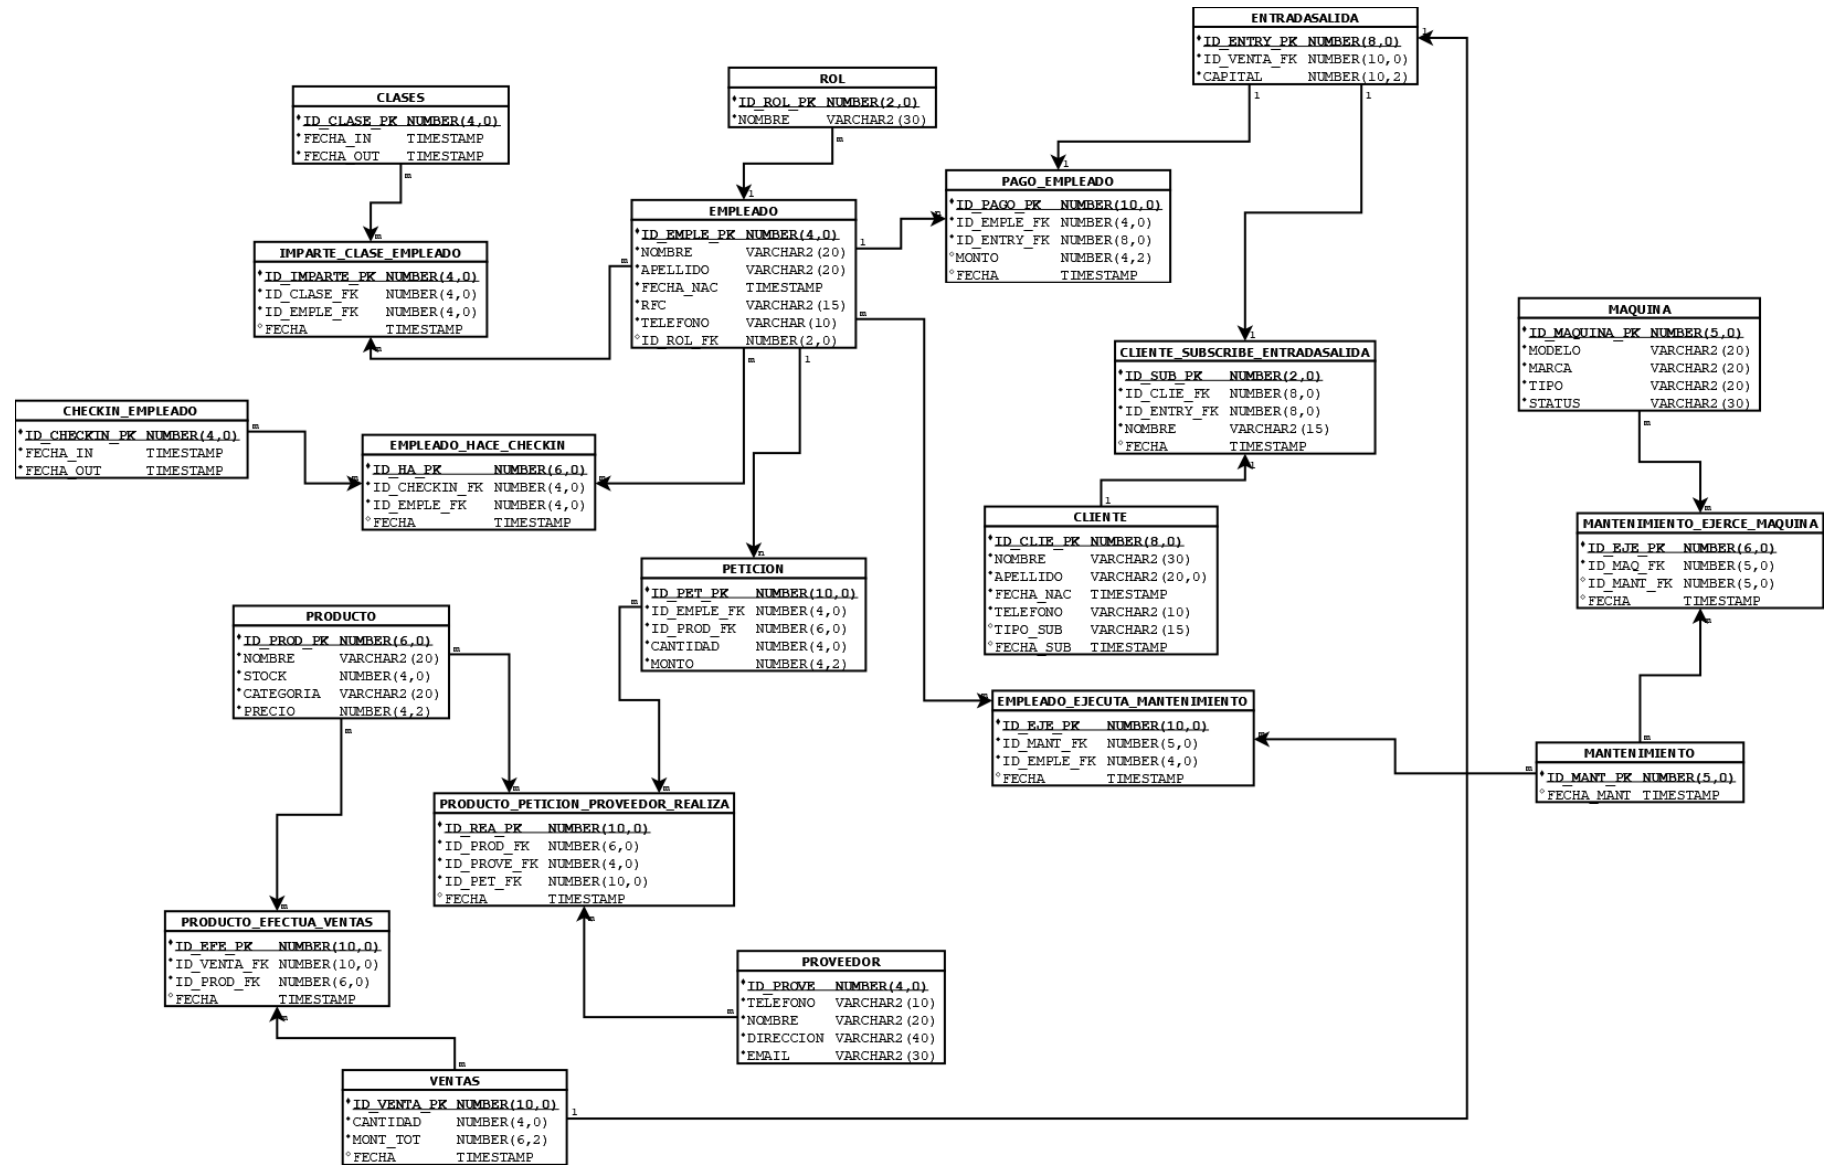 ENTRADASALIDA
ID_ENTRY_PK NUMBER(8,0)
ID_VENTA_FK NUMBER(10,0)
CAPITAL NUMBER(10,2)
1
1
1
ROL
ID_ROL_PK NUMBER(2,0)
NOMBRE VARCHAR2(30)
m
1
CLASES
ID_CLASE_PK NUMBER(4,0)
FECHA_IN TIMESTAMP
FECHA_OUT TIMESTAMP
m
m
PAGO_EMPLEADO
ID_PAGO_PK NUMBER(10,0)
ID_EMPLE_FK NUMBER(4,0)
ID_ENTRY_FK NUMBER(8,0)
MONTO NUMBER(4,2)
FECHA TIMESTAMP
1
m
EMPLEADO
ID_EMPLE_PK NUMBER(4,0)
NOMBRE VARCHAR2(20)
APELLIDO VARCHAR2(20)
FECHA_NAC TIMESTAMP
RFC VARCHAR2(15)
TELEFONO VARCHAR(10)
ID_ROL_FK NUMBER(2,0)
1
m
m
m
1
IMPARTE_CLASE_EMPLEADO
ID_IMPARTE_PK NUMBER(4,0)
ID_CLASE_FK NUMBER(4,0)
ID_EMPLE_FK NUMBER(4,0)
FECHA TIMESTAMP
m
MAQUINA
ID_MAQUINA_PK NUMBER(5,0)
MODELO VARCHAR2(20)
MARCA VARCHAR2(20)
TIPO VARCHAR2(20)
STATUS VARCHAR2(30)
m
m
1
CLIENTE_SUBSCRIBE_ENTRADASALIDA
ID_SUB_PK NUMBER(2,0)
ID_CLIE_FK NUMBER(8,0)
ID_ENTRY_FK NUMBER(8,0)
NOMBRE VARCHAR2(15)
FECHA TIMESTAMP
1
1
CHECKIN_EMPLEADO
ID_CHECKIN_PK NUMBER(4,0)
FECHA_IN TIMESTAMP
FECHA_OUT TIMESTAMP
m
m
EMPLEADO_HACE_CHECKIN
ID_HA_PK NUMBER(6,0)
ID_CHECKIN_FK NUMBER(4,0)
ID_EMPLE_FK NUMBER(4,0)
FECHA TIMESTAMP
m
CLIENTE
ID_CLIE_PK NUMBER(8,0)
NOMBRE VARCHAR2(30)
APELLIDO VARCHAR2(20,0)
FECHA_NAC TIMESTAMP
TELEFONO VARCHAR2(10)
TIPO_SUB VARCHAR2(15)
FECHA_SUB TIMESTAMP
MANTENIMIENTO_EJERCE_MAQUINA
ID_EJE_PK NUMBER(6,0)
ID_MAQ_FK NUMBER(5,0)
ID_MANT_FK NUMBER(5,0)
FECHA TIMESTAMP
m
n
PETICION
ID_PET_PK NUMBER(10,0)
ID_EMPLE_FK NUMBER(4,0)
ID_PROD_FK NUMBER(6,0)
CANTIDAD NUMBER(4,0)
MONTO NUMBER(4,2)
m
m
PRODUCTO
ID_PROD_PK NUMBER(6,0)
NOMBRE VARCHAR2(20)
STOCK NUMBER(4,0)
CATEGORIA VARCHAR2(20)
PRECIO NUMBER(4,2)
m
m
m
EMPLEADO_EJECUTA_MANTENIMIENTO
ID_EJE_PK NUMBER(10,0)
ID_MANT_FK NUMBER(5,0)
ID_EMPLE_FK NUMBER(4,0)
FECHA TIMESTAMP
m
m
MANTENIMIENTO
ID_MANT_PK NUMBER(5,0)
FECHA_MANT TIMESTAMP
m
m
PRODUCTO_PETICION_PROVEEDOR_REALIZA
ID_REA_PK NUMBER(10,0)
ID_PROD_FK NUMBER(6,0)
ID_PROVE_FK NUMBER(4,0)
ID_PET_FK NUMBER(10,0)
FECHA TIMESTAMP
m
m
PRODUCTO_EFECTUA_VENTAS
ID_EFE_PK NUMBER(10,0)
ID_VENTA_FK NUMBER(10,0)
ID_PROD_FK NUMBER(6,0)
FECHA TIMESTAMP
m
PROVEEDOR
ID_PROVE NUMBER(4,0)
TELEFONO VARCHAR2(10)
NOMBRE VARCHAR2(20)
DIRECCION VARCHAR2(40)
EMAIL VARCHAR2(30)
m
m
VENTAS
ID_VENTA_PK NUMBER(10,0)
CANTIDAD NUMBER(4,0)
MONT_TOT NUMBER(6,2)
FECHA TIMESTAMP
1